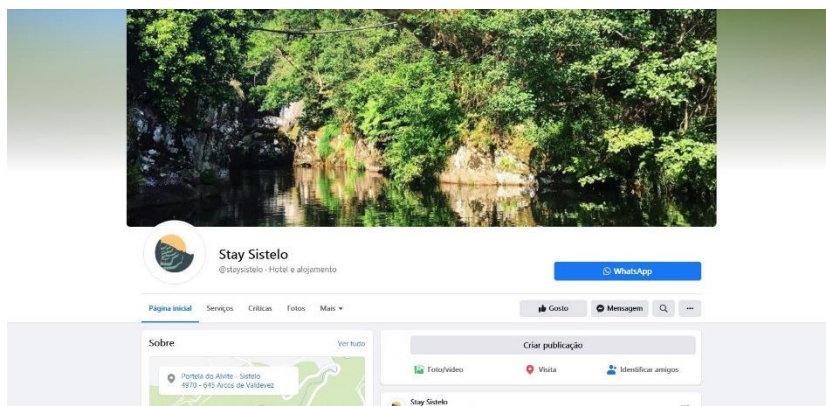 Stay Sistelo
@staysistelo · Hotel e alojamento
WhatsApp
Página inicial Serviços Críticas Fotos Mais
Gosto Mensagem
Sobre Ver tudo
Portela do Alvite - Sistelo
4970 - 645 Arcos de Valdevez
Criar publicação
Foto/vídeo Visita Identificar amigos
Stay Sistelo